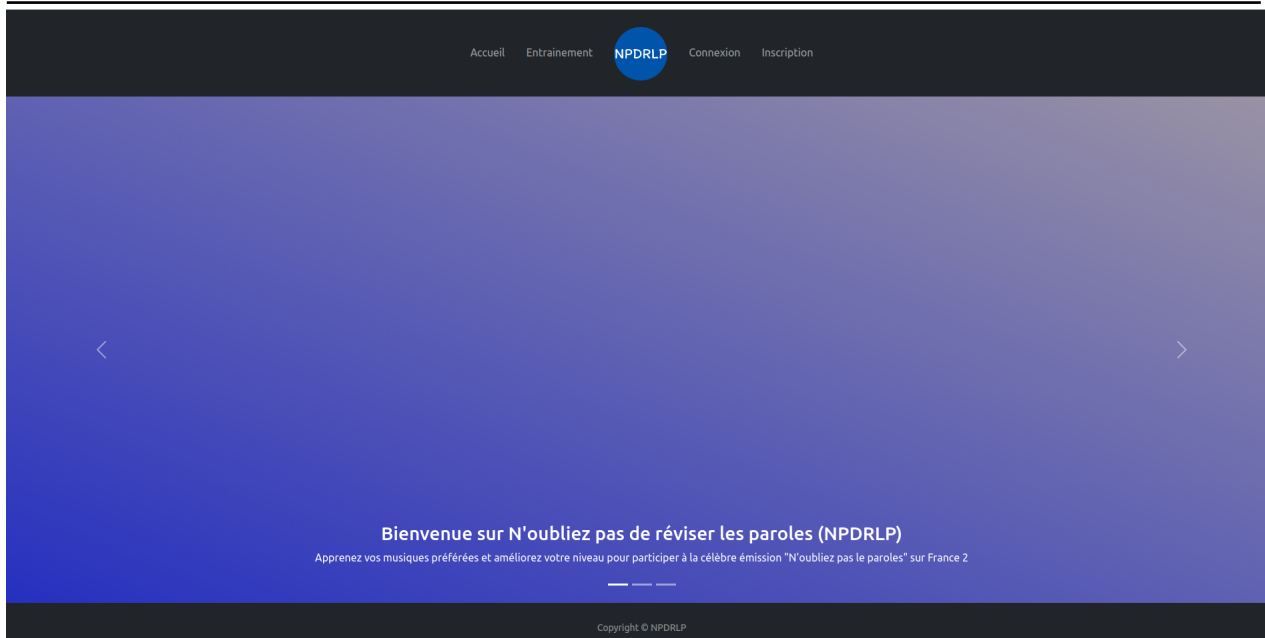 Accueil Entrainement NPDRLP Connexion Inscription
Bienvenue sur N'oubliez pas de réviser les paroles (NPDRLP)
Apprenez vos musiques préférées et améliorez votre niveau pour participer à la célèbre émission "N'oubliez pas le paroles" sur France 2
Copyright © NPDRLP